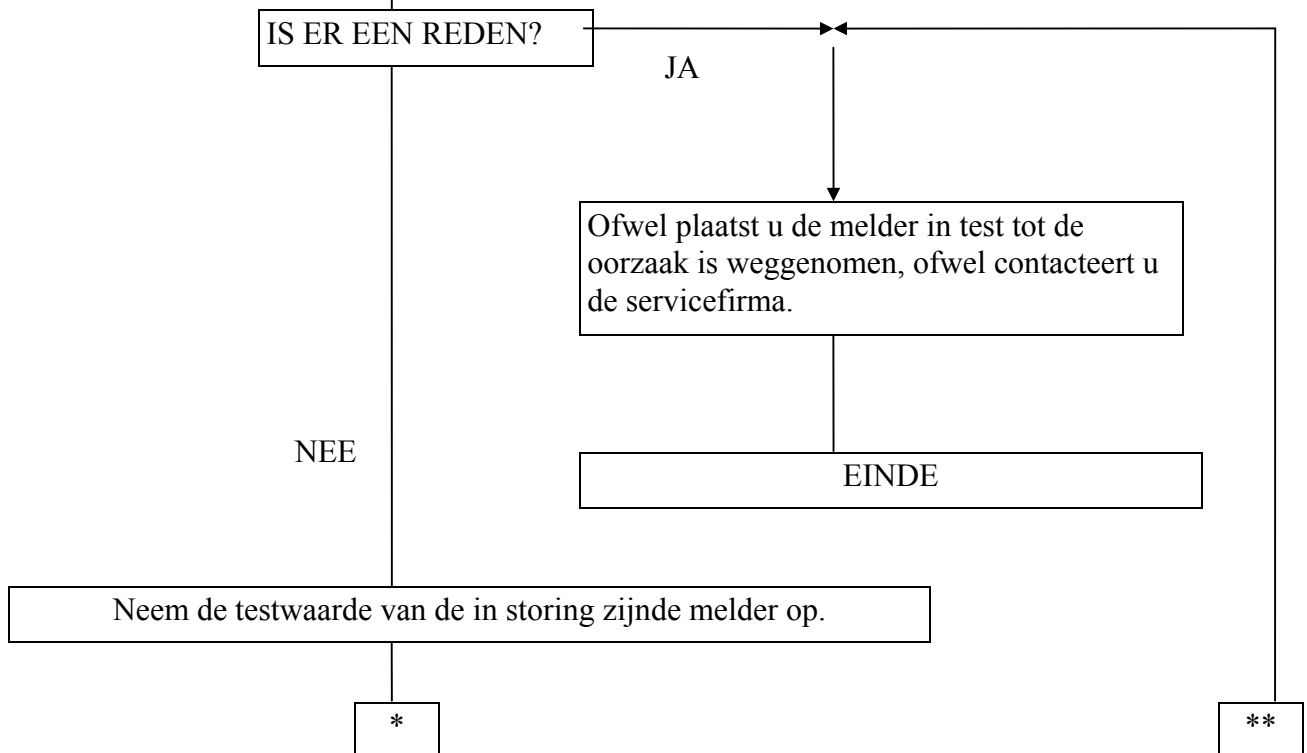 IS ER EEN REDEN?
JA
Ofwel plaatst u de melder in test tot de
oorzaak is weggenomen, ofwel contacteert u
de servicefirma.
NEE
EINDE
Neem de testwaarde van de in storing zijnde melder op.
*
**